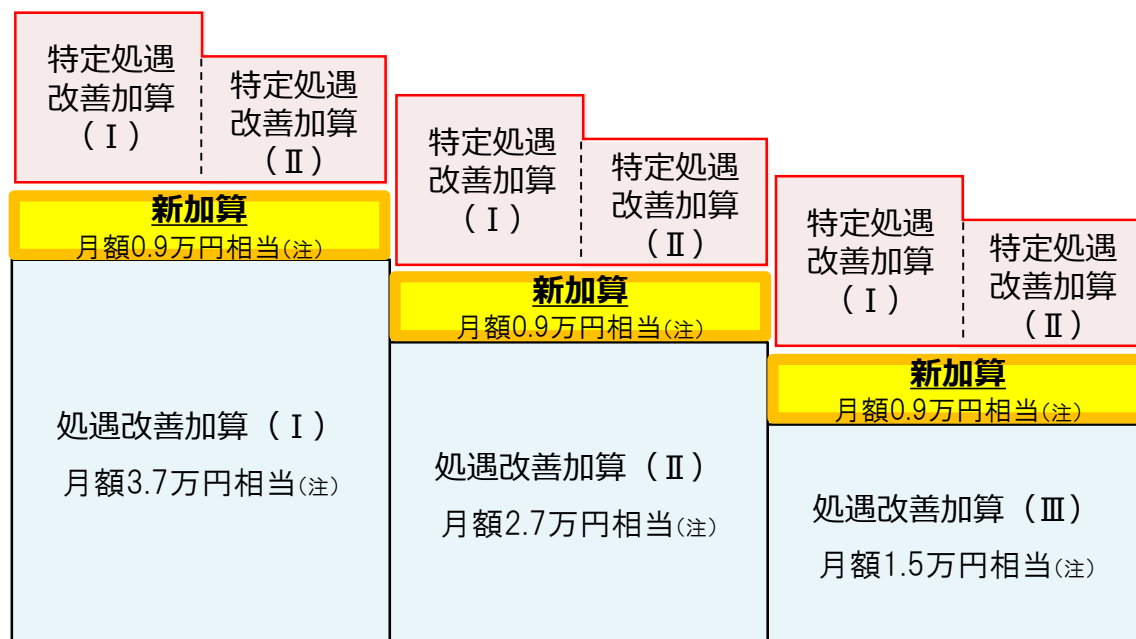 特定処遇
改善加算
（Ⅰ）
特定処遇
改善加算
（Ⅱ）
新加算
月額0.9万円相当(注)
処遇改善加算（Ⅰ）
月額3.7万円相当(注)
特定処遇
改善加算
（Ⅰ）
特定処遇
改善加算
（Ⅱ）
新加算
月額0.9万円相当(注)
処遇改善加算（Ⅱ）
月額2.7万円相当(注)
特定処遇
改善加算
（Ⅰ）
特定処遇
改善加算
（Ⅱ）
新加算
月額0.9万円相当(注)
処遇改善加算（Ⅲ）
月額1.5万円相当(注)